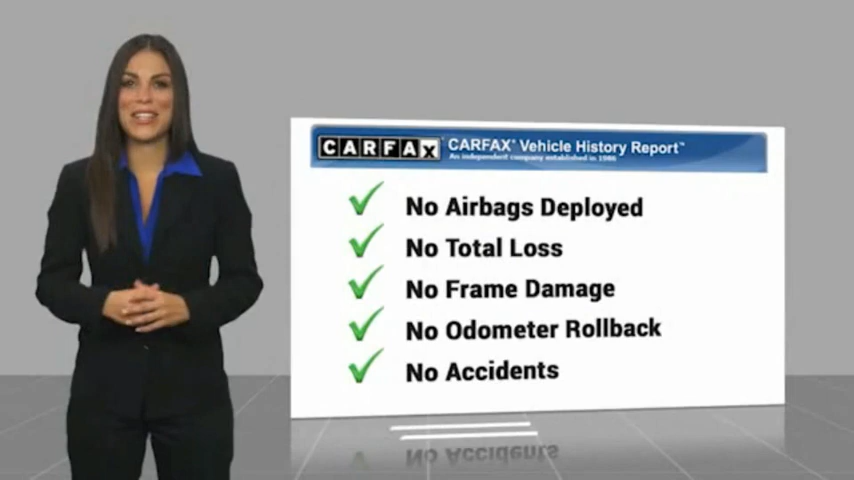 CARFAX CARFAX® Vehicle History Report™
An independent company established in 1986
No Airbags Deployed
No Total Loss
No Frame Damage
No Odometer Rollback
No Accidents
No Accidents